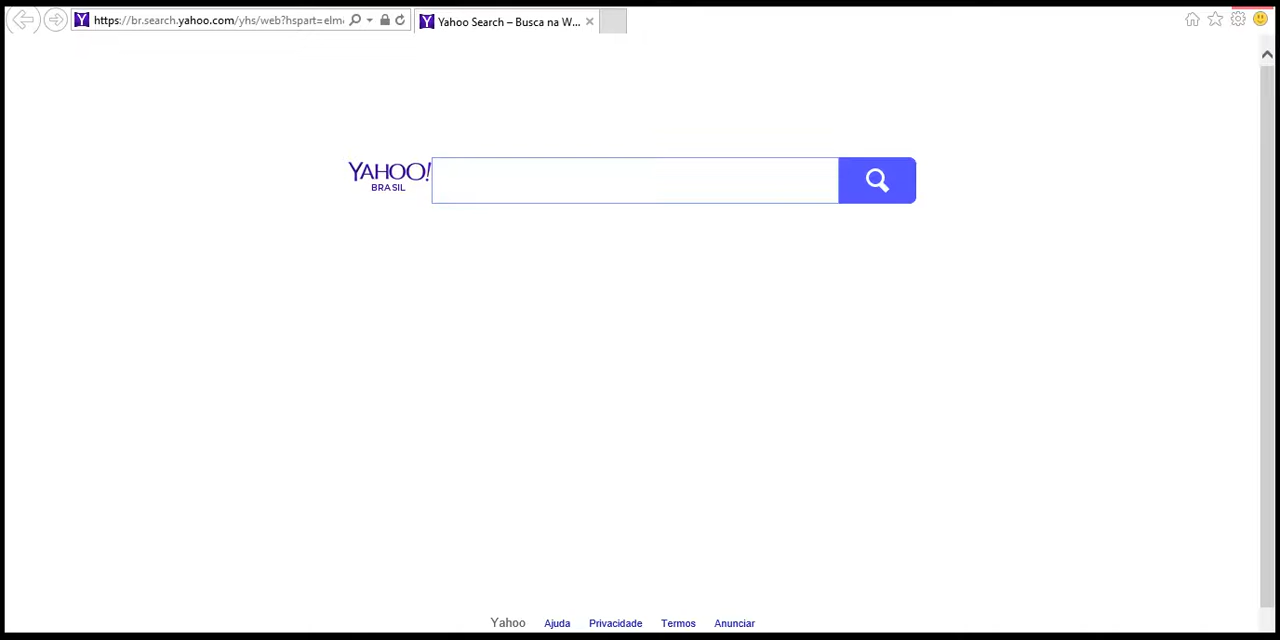 https://br.search.yahoo.com/yhs/web?hspart=elm
Yahoo Search – Busca na W...
YAHOO!
BRASIL
Yahoo Ajuda Privacidade Termos Anunciar